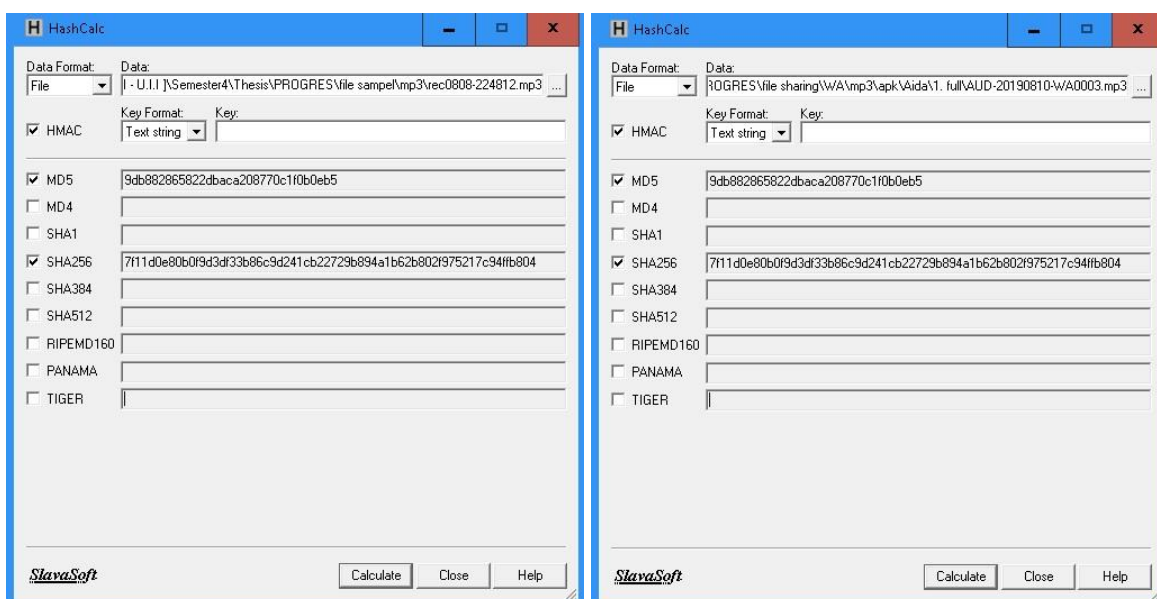 HashCalc
Data Format: Data:
File I - U.I.I ]\Semester4\Thesis\PROGRES\file sampel\mp3\rec0808-224812.mp3 ...
Key Format: Key:
HMAC Text string
MD5 9db882865822dbaca208770c1f0b0eb5
MD4
SHA1
SHA256 7f11d0e80b0f9d3df33b86c9d241cb22729b894a1b62b802f975217c94ffb804
SHA384
SHA512
RIPEMD160
PANAMA
TIGER
SlavaSoft Calculate Close Help
HashCalc
Data Format: Data:
File ROGRES\file sharing\WA\mp3\apk\Aida\1. full\AUD-20190810-WA0003.mp3 ...
Key Format: Key:
HMAC Text string
MD5 9db882865822dbaca208770c1f0b0eb5
MD4
SHA1
SHA256 7f11d0e80b0f9d3df33b86c9d241cb22729b894a1b62b802f975217c94ffb804
SHA384
SHA512
RIPEMD160
PANAMA
TIGER
SlavaSoft Calculate Close Help